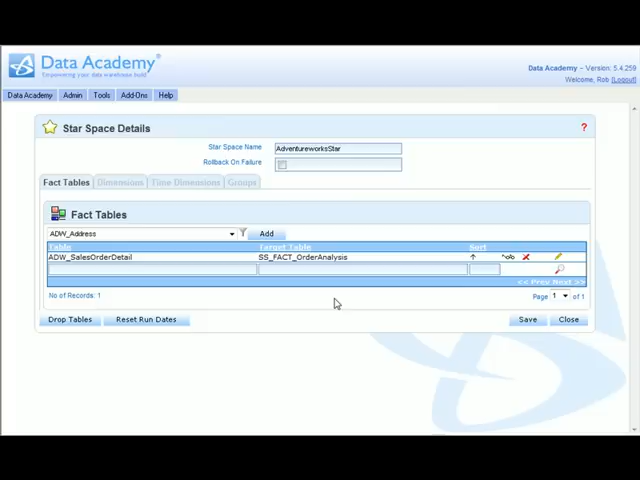 Data Academy
Empowering your data warehouse build.
Data Academy – Version: 5.4.259
Welcome, Rob [Logout]
Data Academy Admin Tools Add-Ons Help
Star Space Details ?
Star Space Name AdventureworksStar
Rollback On Failure
Fact Tables Dimensions Time Dimensions Groups
Fact Tables
ADW_Address Add
Table Target Table Sort
ADW_SalesOrderDetail SS_FACT_OrderAnalysis
<< Prev Next >>
No of Records: 1 Page 1 of 1
Drop Tables Reset Run Dates Save Close